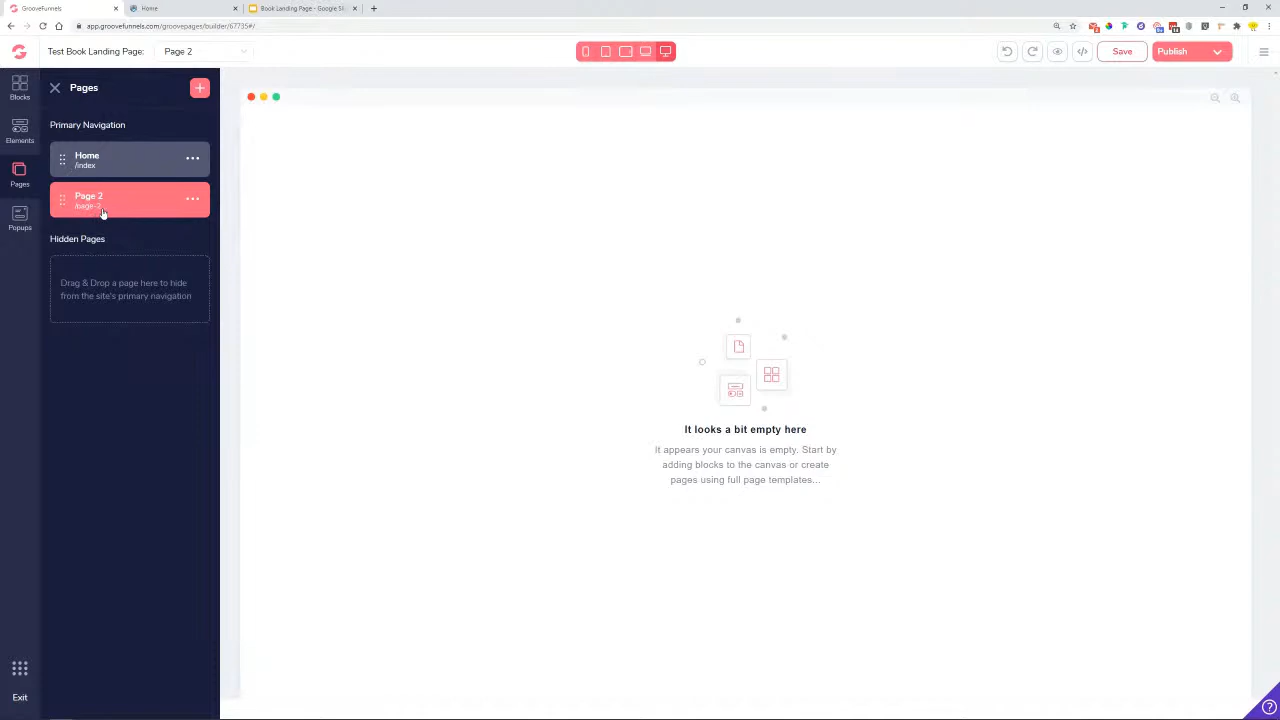 GrooveFunnels
Home
Book Landing Page - Google Sli
app.groovefunnels.com/groovepages/builder/67735#/
Test Book Landing Page:
Page 2
Save
Publish
Blocks
Elements
Pages
Popups
Exit
Pages
Primary Navigation
Home
/index
Page 2
/page-2
Hidden Pages
Drag & Drop a page here to hide
from the site's primary navigation
It looks a bit empty here
It appears your canvas is empty. Start by
adding blocks to the canvas or create
pages using full page templates...